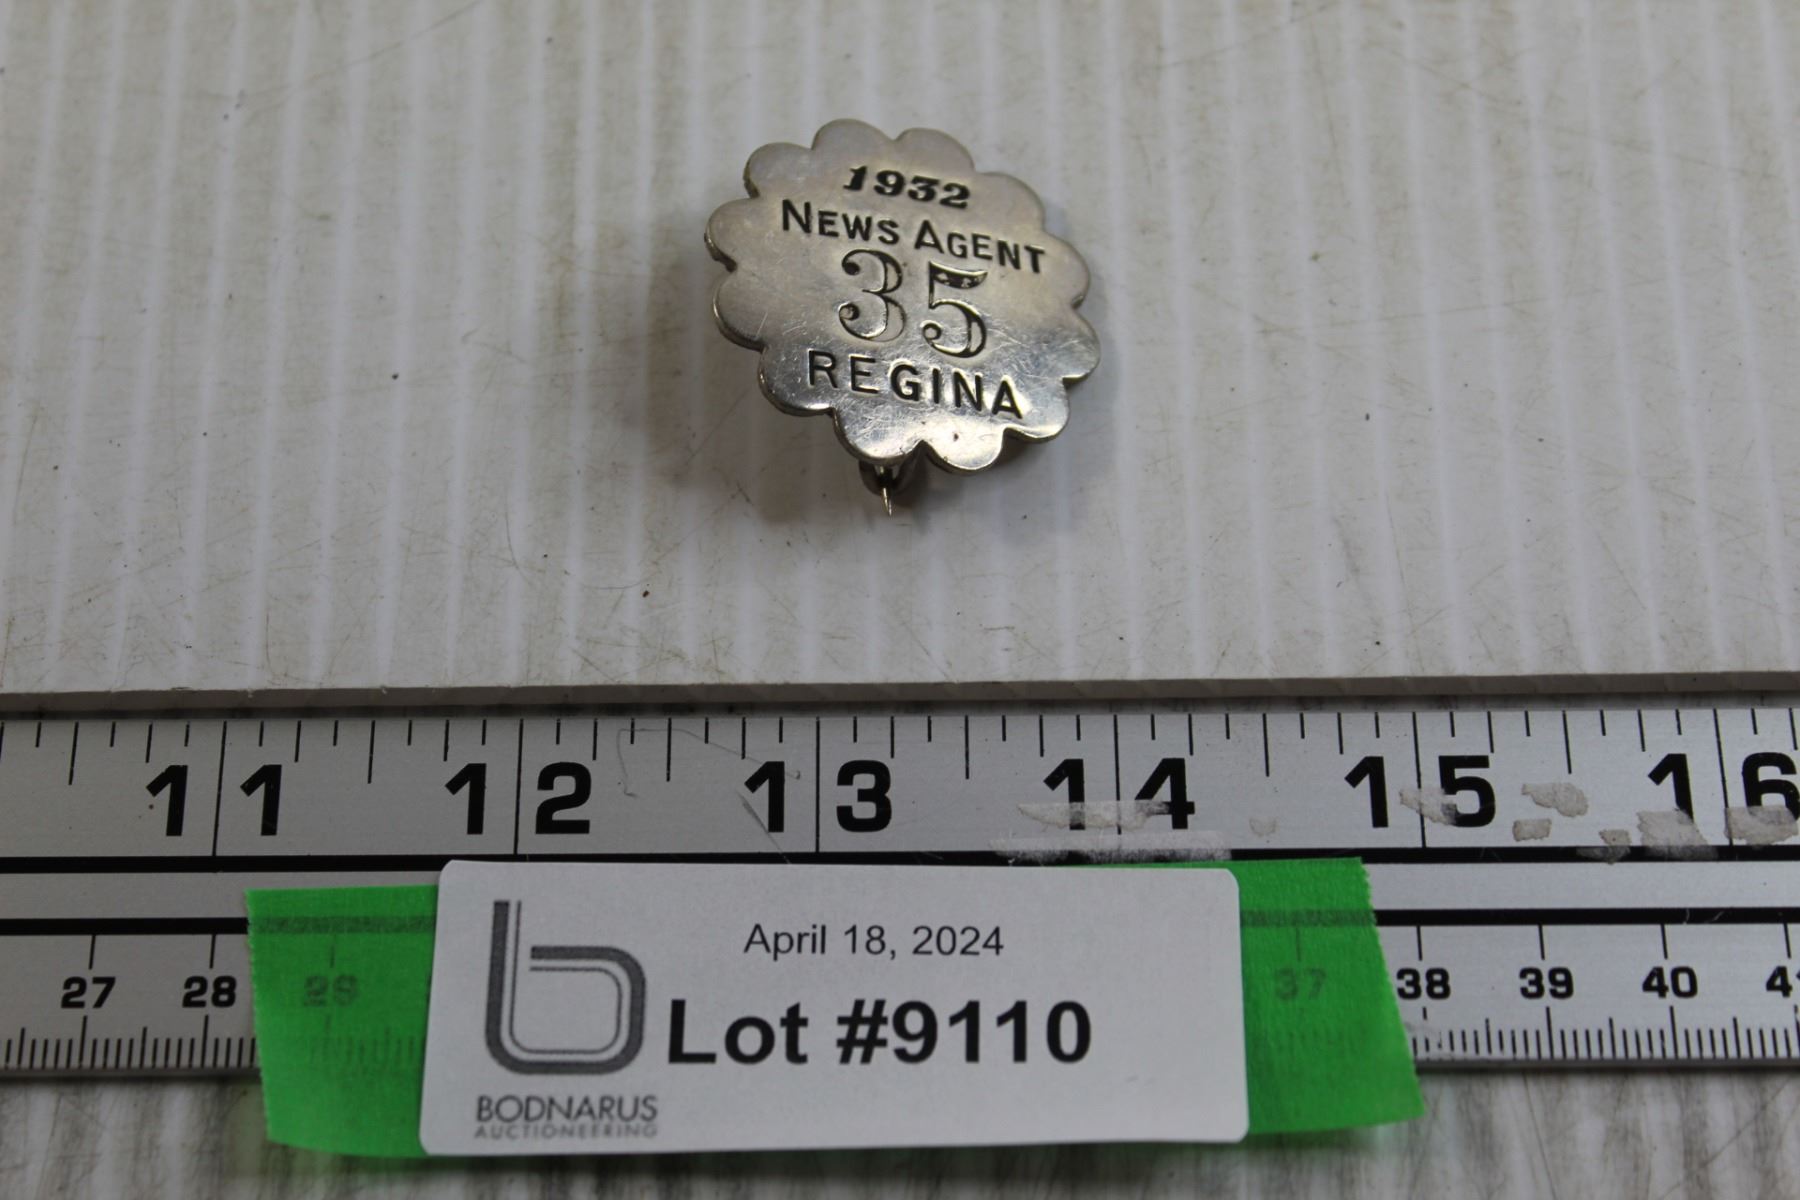 1932
NEWS AGENT
35
REGINA
11 12 13 14 15 16
27 28 29 37 38 39 40
April 18, 2024
Lot #9110
BODNARUS
AUCTIONEERING